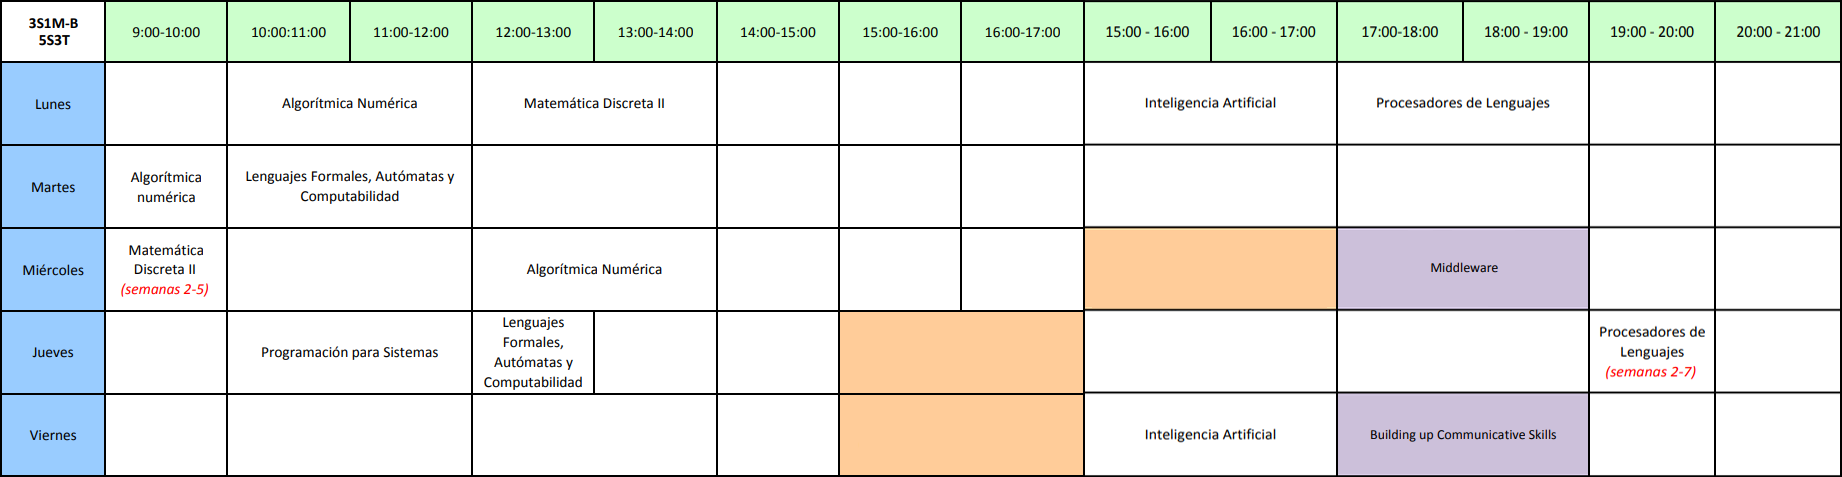 3S1M-B
5S3T
9:00-10:00
10:00:11:00
11:00-12:00
12:00-13:00
13:00-14:00
14:00-15:00
15:00-16:00
16:00-17:00
15:00 - 16:00
16:00 - 17:00
17:00-18:00
18:00 - 19:00
19:00 - 20:00
20:00 - 21:00
Lunes
Algorítmica Numérica
Matemática Discreta II
Inteligencia Artificial
Procesadores de Lenguajes
Martes
Algorítmica
numérica
Lenguajes Formales, Autómatas y
Computabilidad
Miércoles
Matemática
Discreta II
(semanas 2-5)
Algorítmica Numérica
Middleware
Jueves
Programación para Sistemas
Lenguajes
Formales,
Autómatas y
Computabilidad
Procesadores de
Lenguajes
(semanas 2-7)
Viernes
Inteligencia Artificial
Building up Communicative Skills